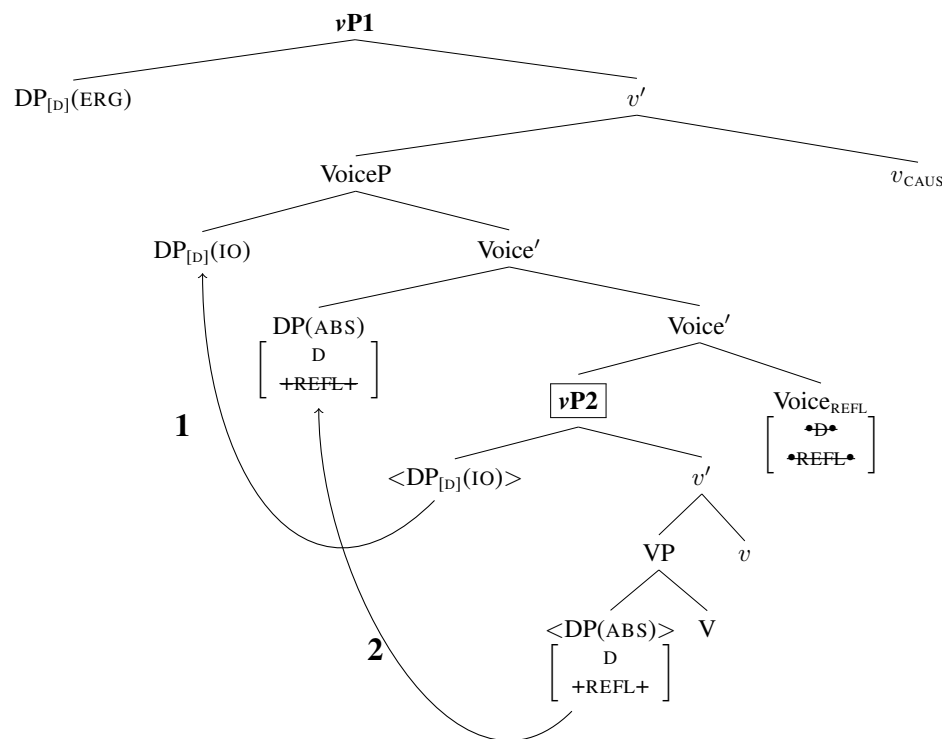 vP1
DP[D](ERG) v′
VoiceP vCAUS
DP[D](IO) Voice′
DP(ABS) Voice′
D
+REFL+
vP2 VoiceREFL
•D•
•REFL•
1
<DP[D](IO)> v′
VP v
<DP(ABS)> V
2
D
+REFL+